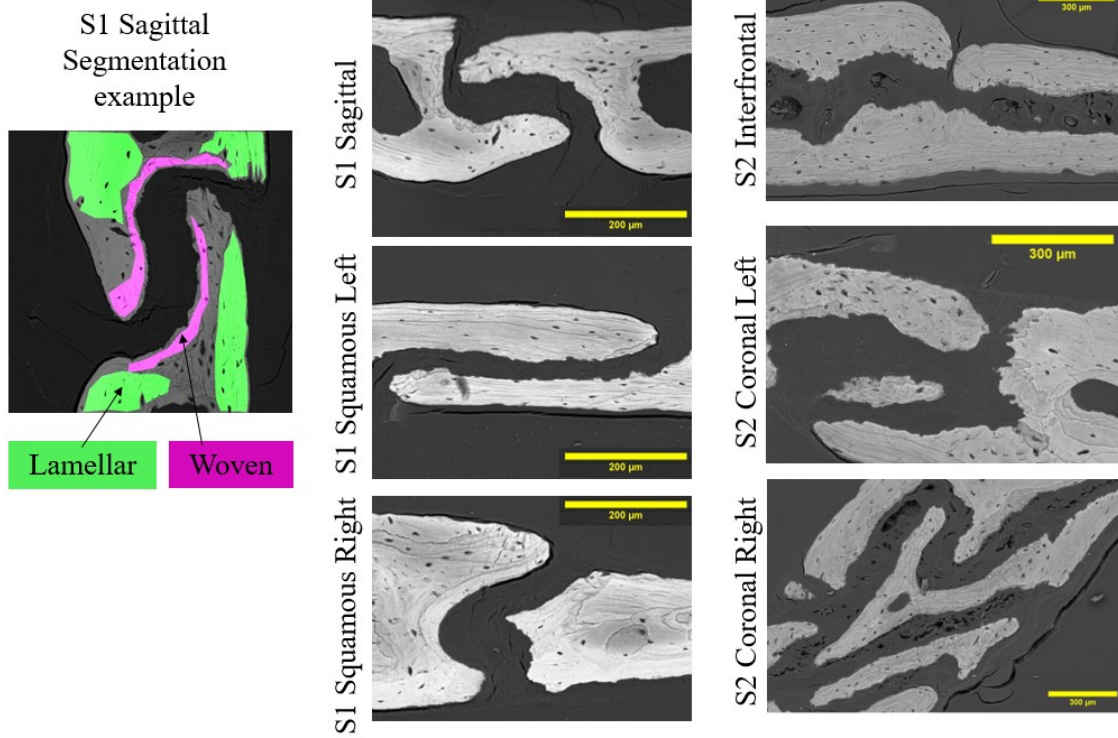 S1 Sagittal
Segmentation
example
Lamellar
Woven
S1 Sagittal
200 µm
S1 Squamous Left
200 µm
S1 Squamous Right
200 µm
S2 Interfrontal
300 µm
S2 Coronal Left
300 µm
S2 Coronal Right
300 µm